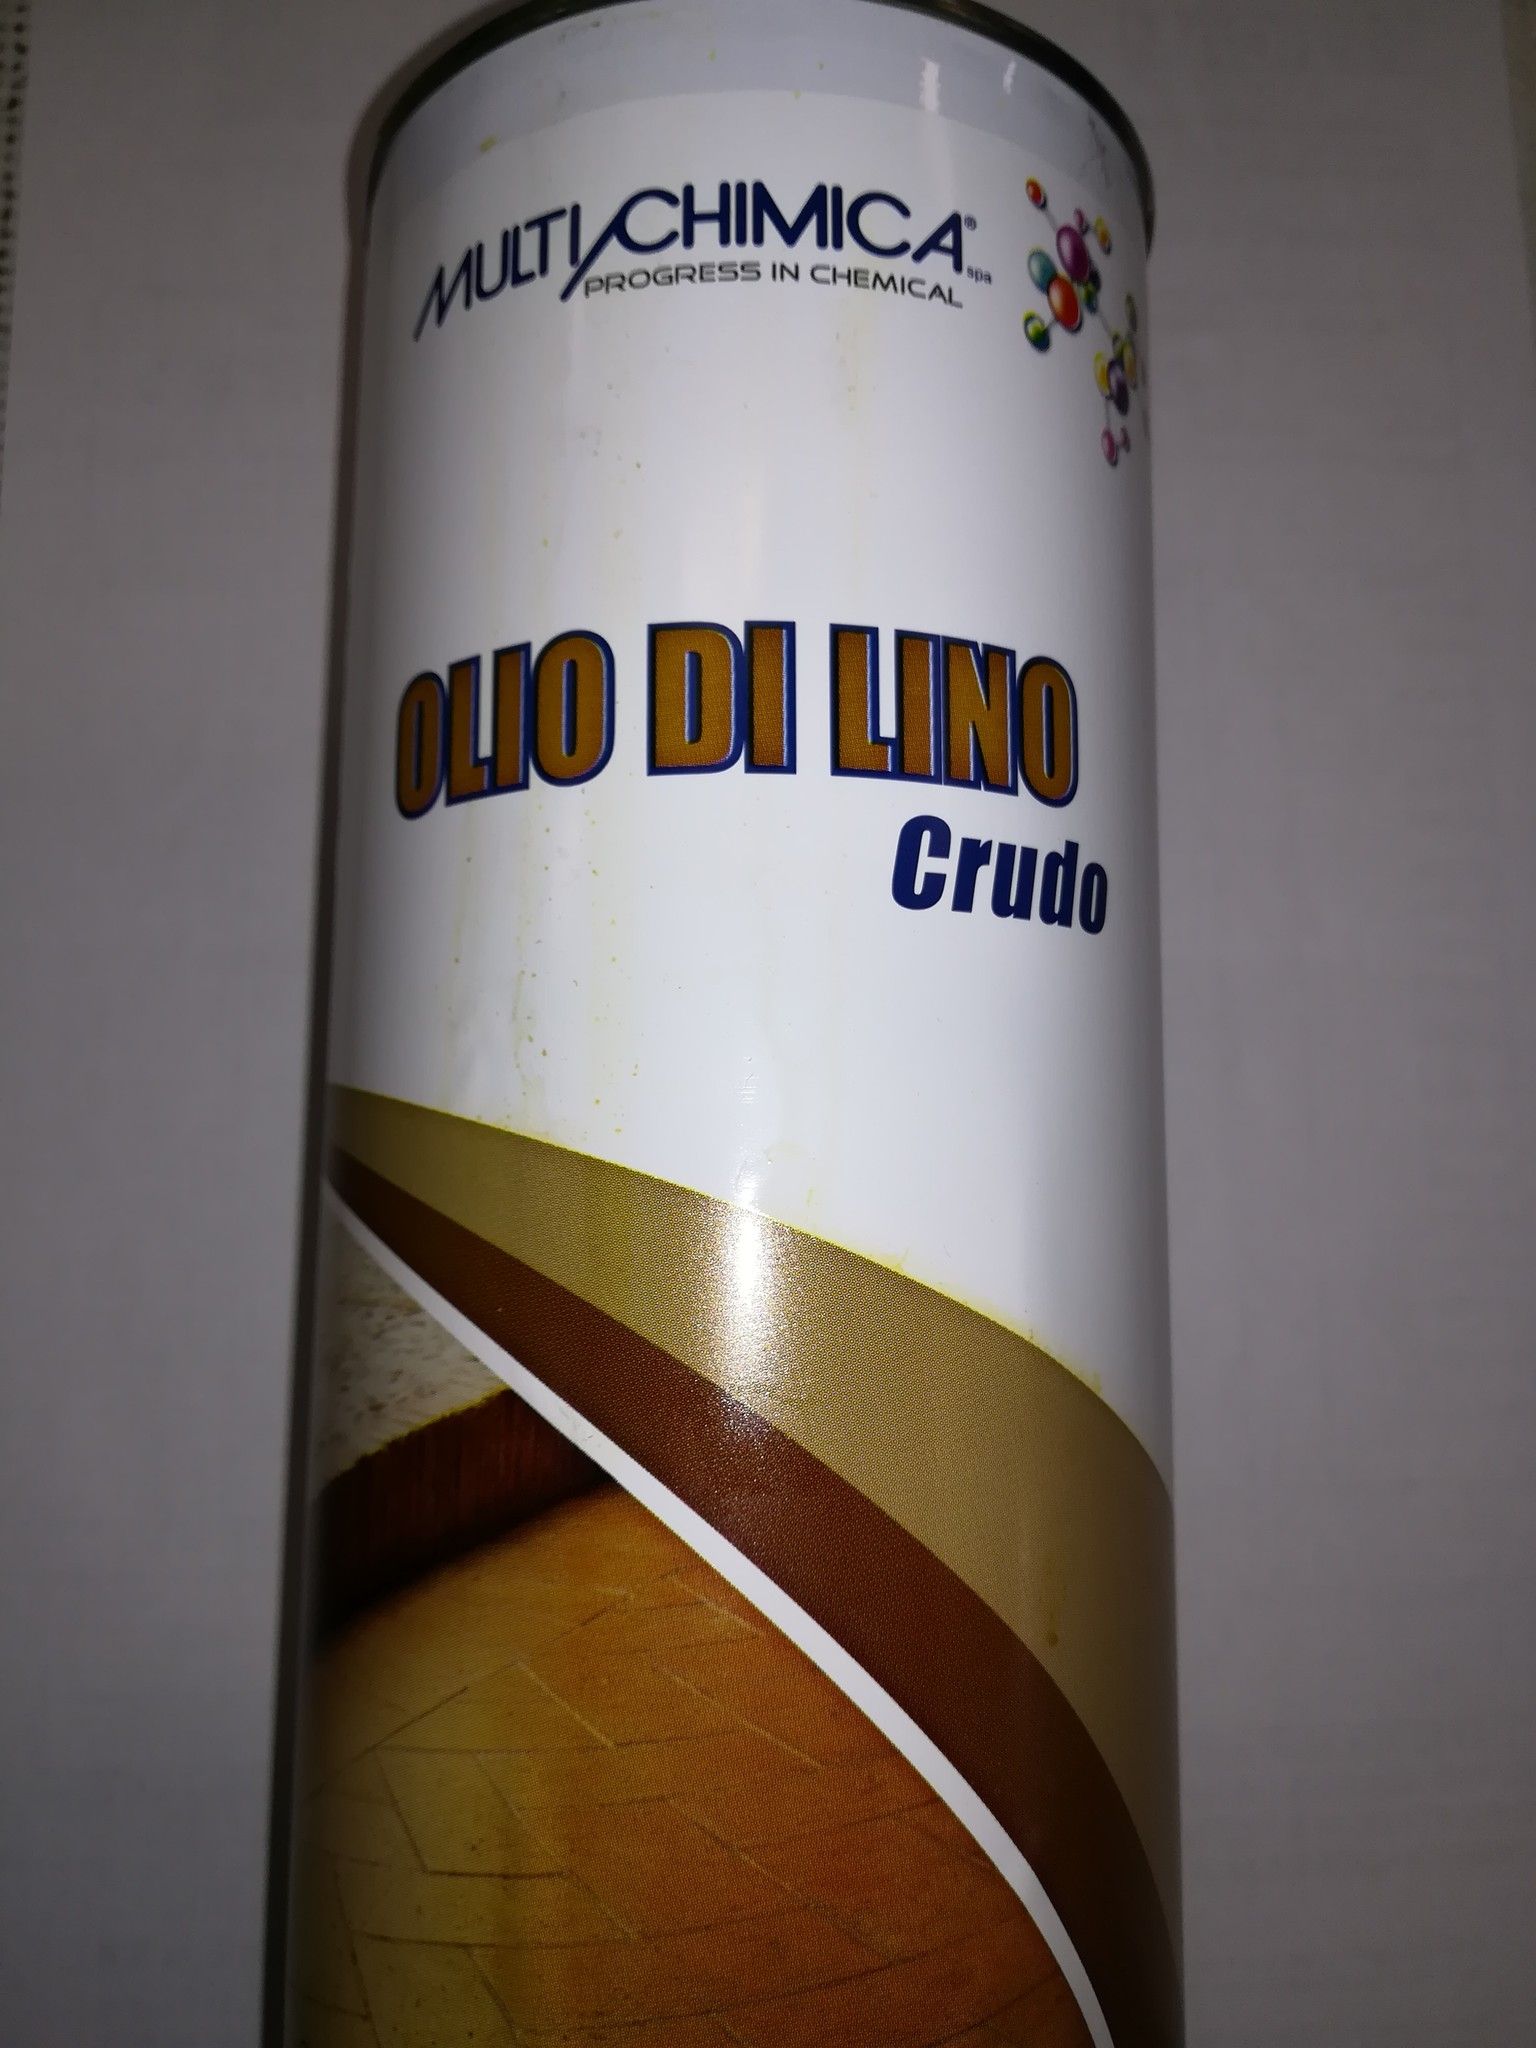 MULTICHIMICA® spa
PROGRESS IN CHEMICAL
OLIO DI LINO
Crudo